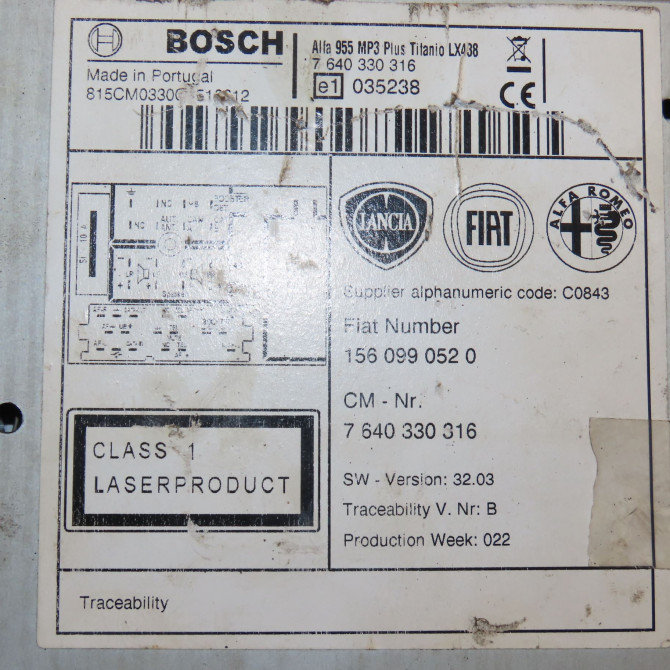 BOSCH
Alfa 955 MP3 Plus Titanio LX438
7 640 330 316
Made in Portugal
e1 035238
CE
LANCIA
FIAT
ALFA ROMEO
Supplier alphanumeric code: C0843
Fiat Number
156 099 052 0
CM - Nr.
7 640 330 316
CLASS 1
LASERPRODUCT
SW - Version: 32.03
Traceability V. Nr: B
Production Week: 022
Traceability